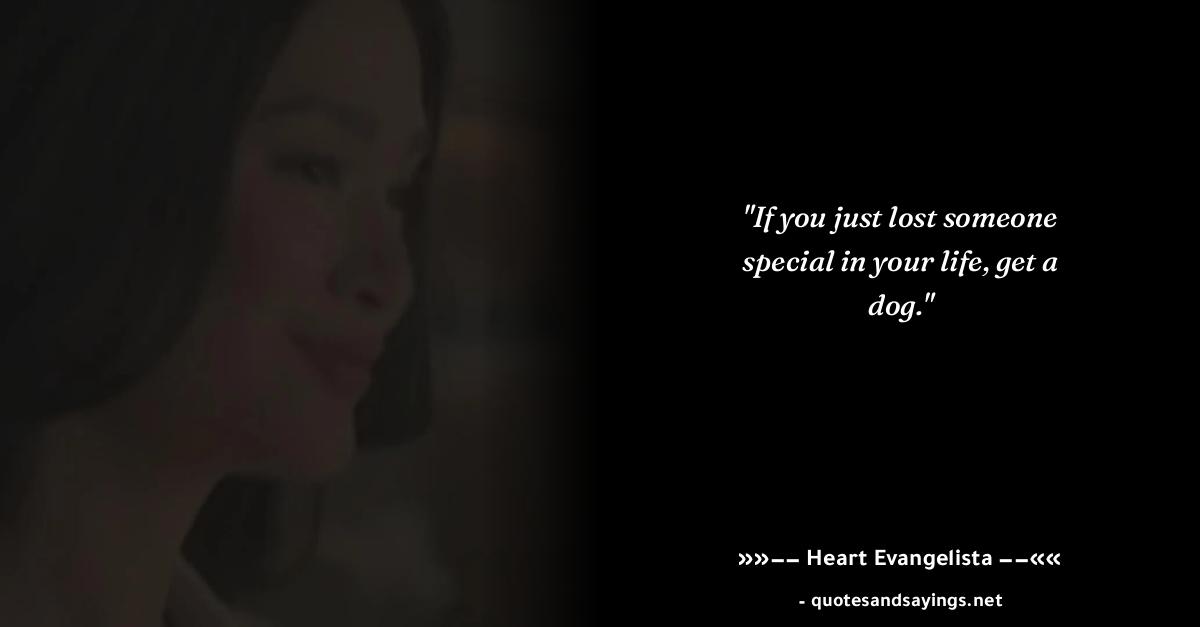 "If you just lost someone
special in your life, get a
dog."
»»−− Heart Evangelista −−««
- quotesandsayings.net